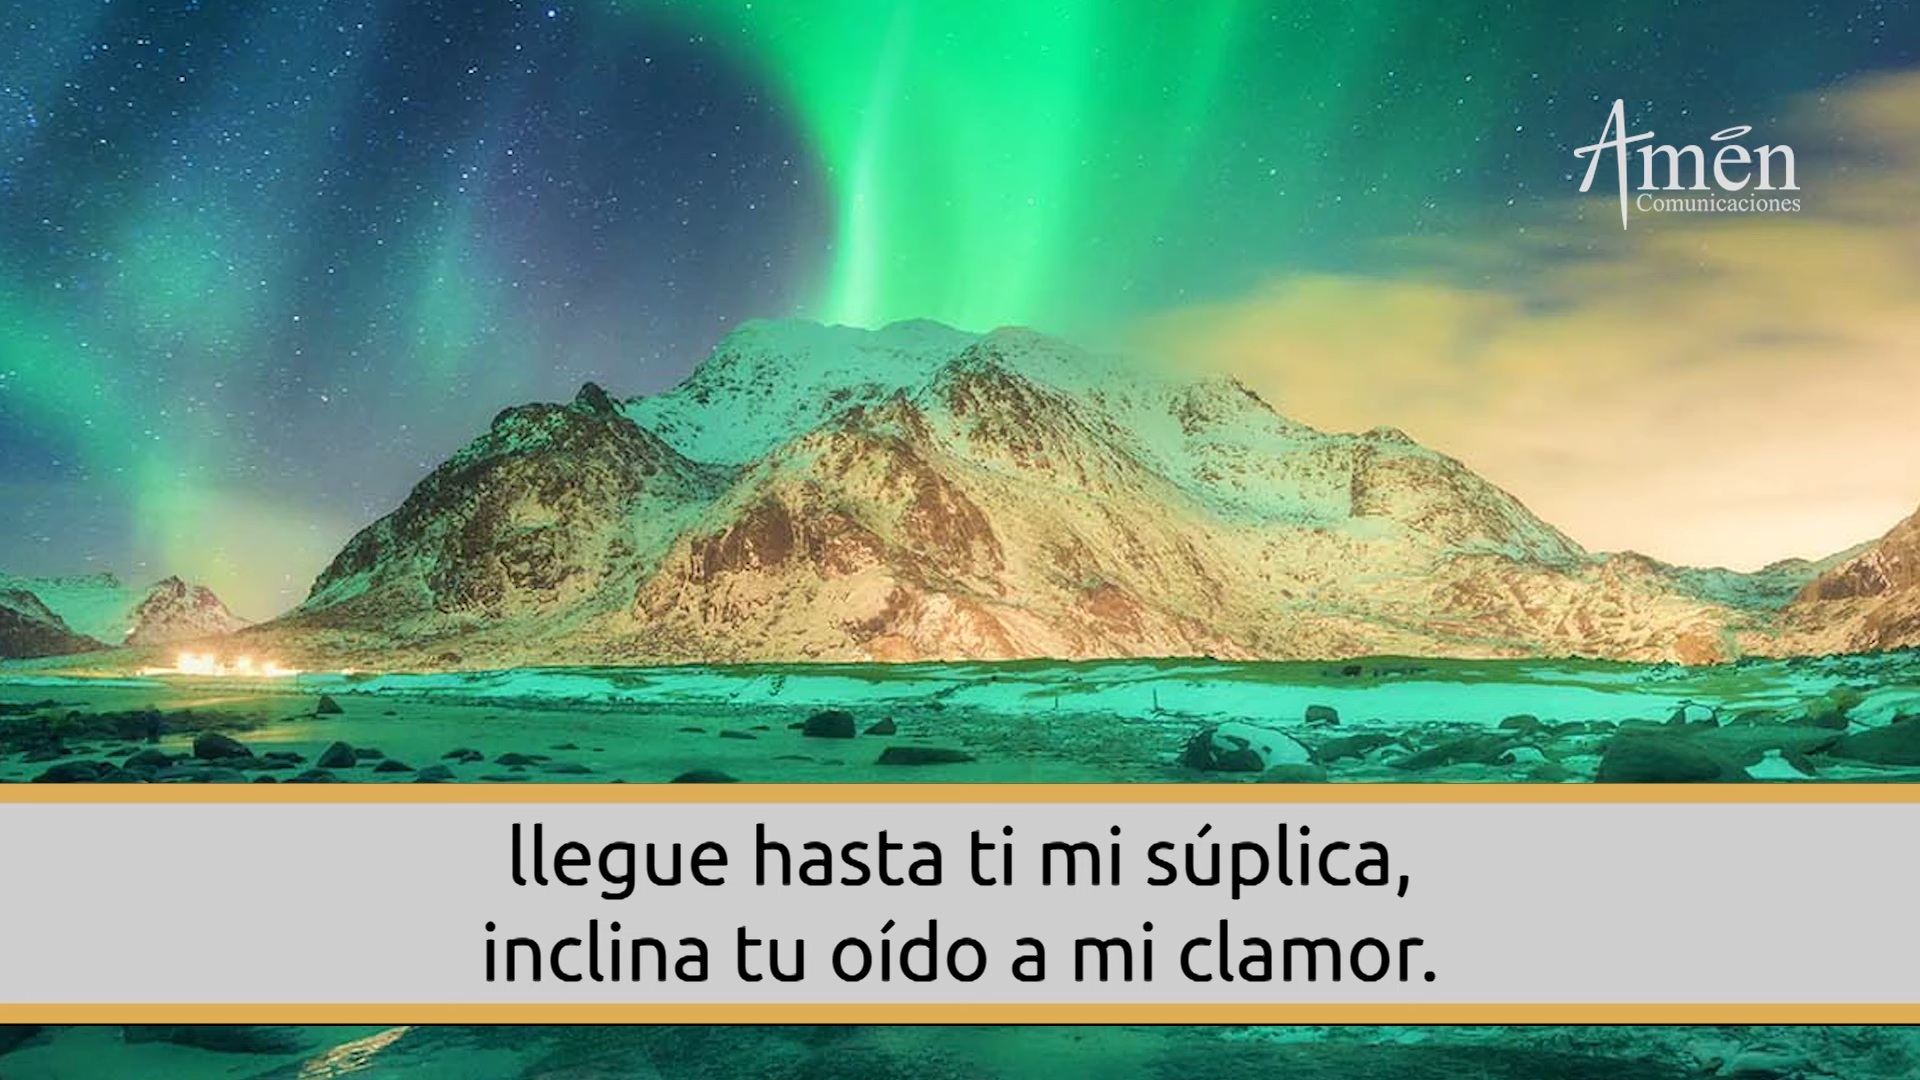 Amén
Comunicaciones
llegue hasta ti mi súplica,
inclina tu oído a mi clamor.